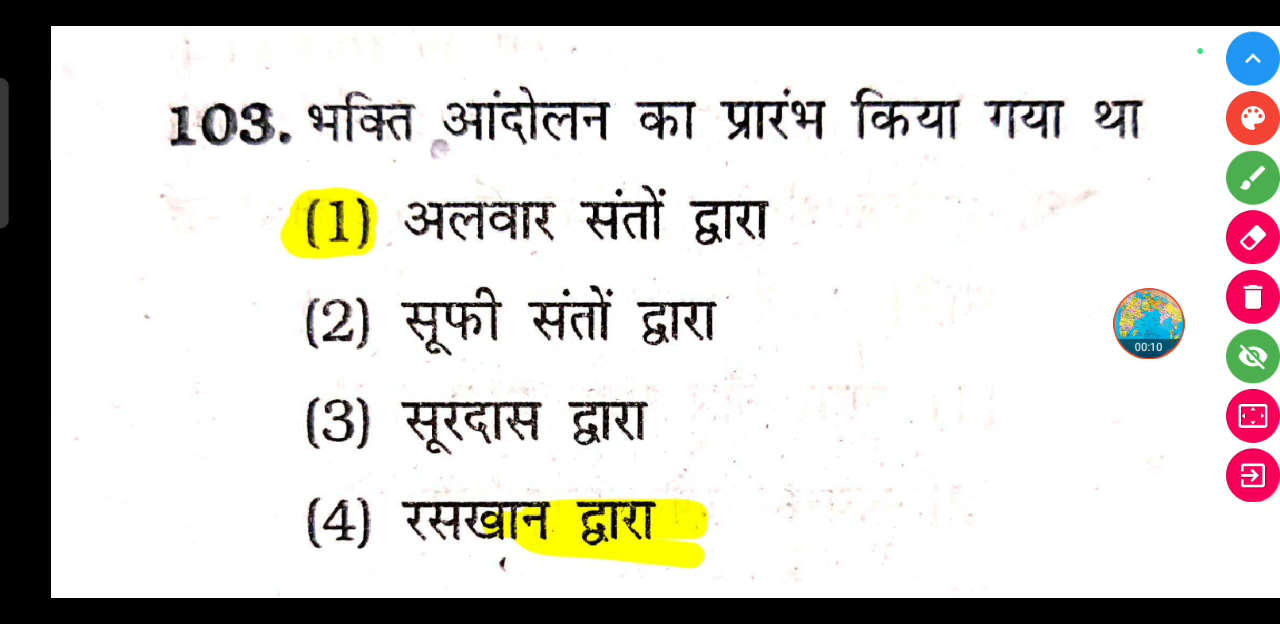 103. भक्ति आंदोलन का प्रारंभ किया गया था
(1) अलवार संतों द्वारा
(2) सूफी संतों द्वारा
(3) सूरदास द्वारा
(4) रसखान द्वारा
00:10